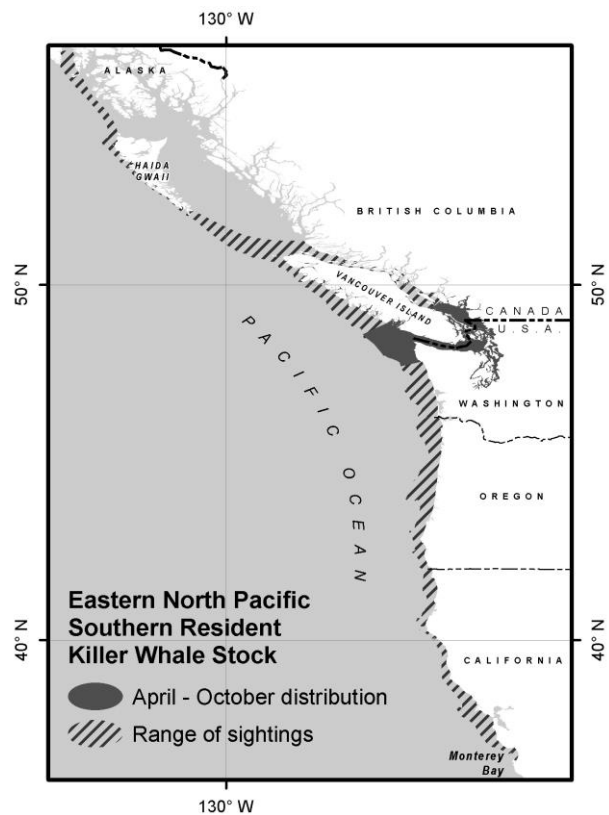 130° W
ALASKA
HAIDA
GWAII
BRITISH COLUMBIA
50° N
50° N
VANCOUVER ISLAND
CANADA
U.S.A.
PACIFIC OCEAN
WASHINGTON
OREGON
Eastern North Pacific
Southern Resident
Killer Whale Stock
40° N
40° N
CALIFORNIA
April - October distribution
Range of sightings
Monterey
Bay
130° W